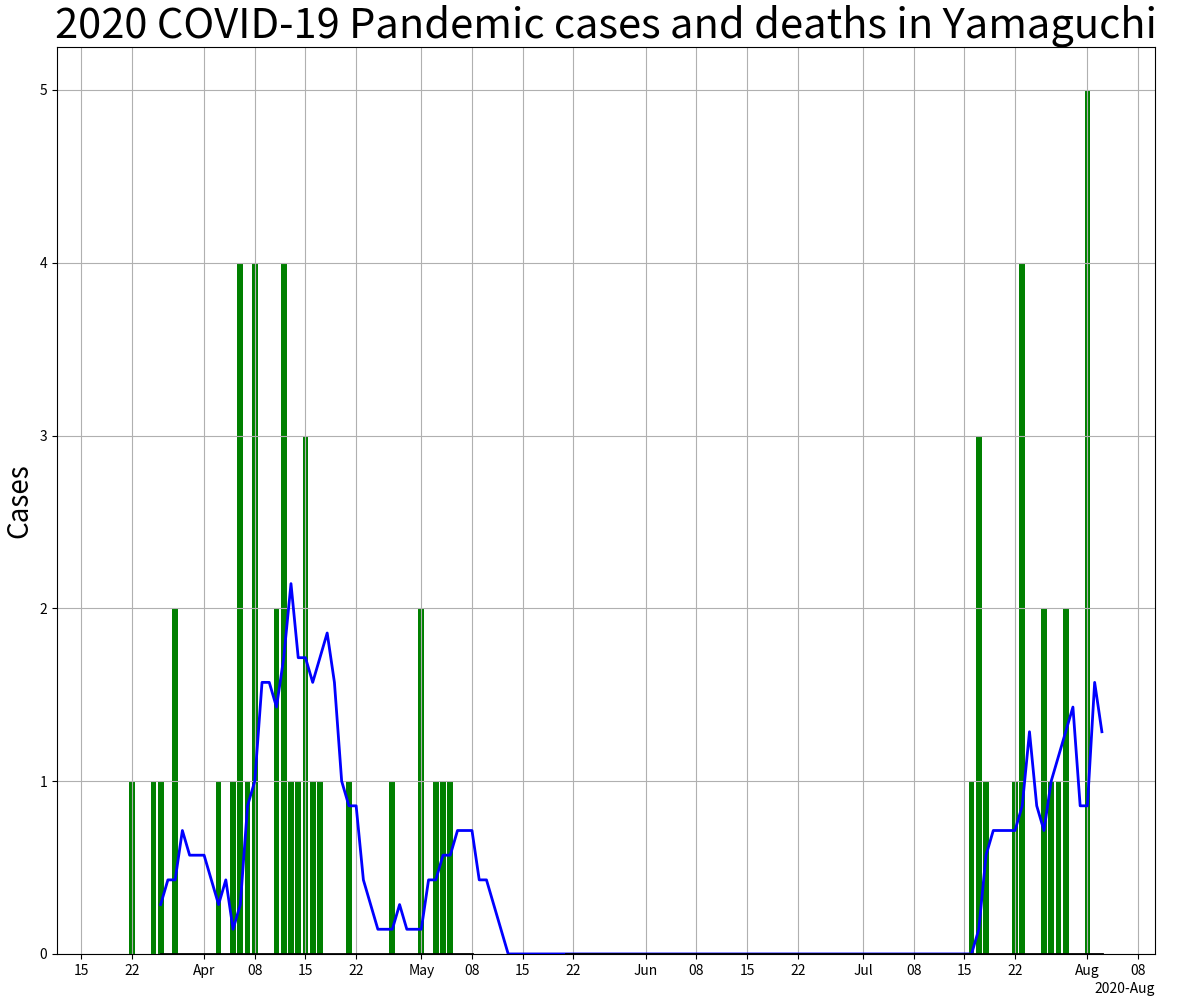 2020 COVID-19 Pandemic cases and deaths in Yamaguchi
5
4
3
2
1
0
Cases
15 22 Apr 08 15 22 May 08 15 22 Jun 08 15 22 Jul 08 15 22 Aug 08
2020-Aug